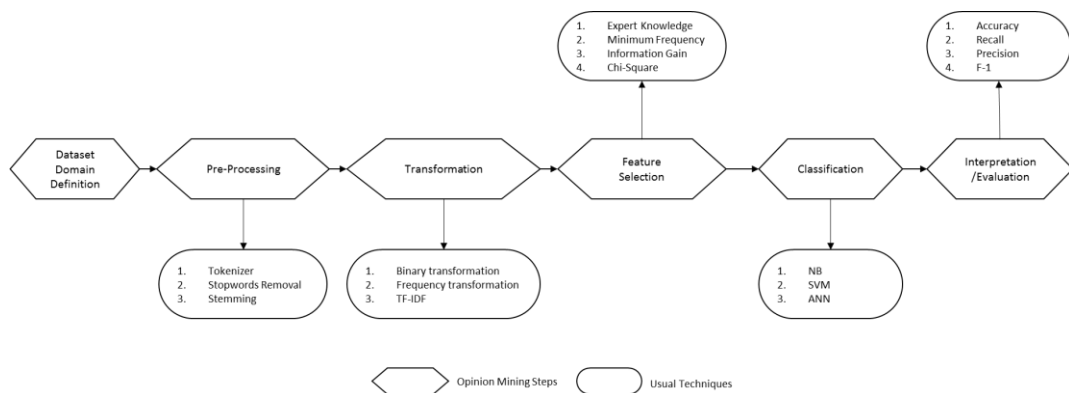 1. Expert Knowledge
2. Minimum Frequency
3. Information Gain
4. Chi-Square
1. Accuracy
2. Recall
3. Precision
4. F-1
Dataset
Domain
Definition
Pre-Processing
Transformation
Feature
Selection
Classification
Interpretation
/Evaluation
1. Tokenizer
2. Stopwords Removal
3. Stemming
1. Binary transformation
2. Frequency transformation
3. TF-IDF
1. NB
2. SVM
3. ANN
Opinion Mining Steps
Usual Techniques